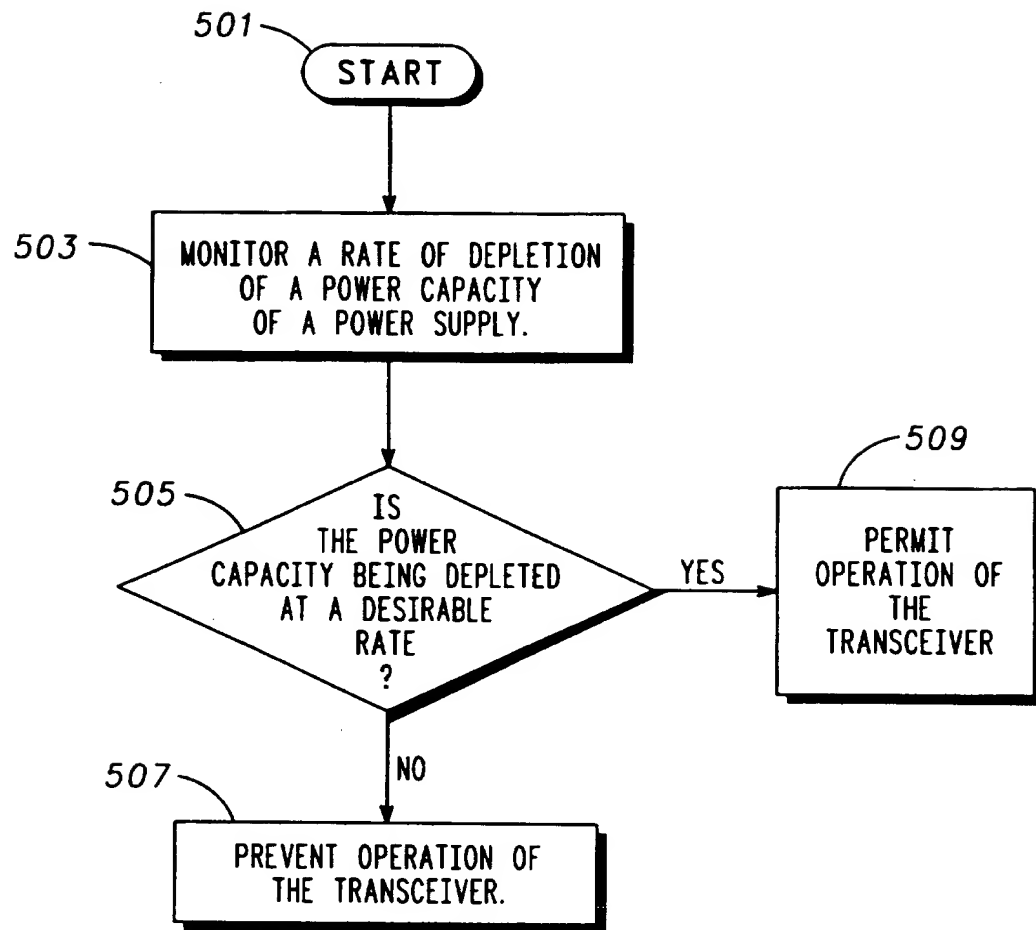 501
START
503
MONITOR A RATE OF DEPLETION
OF A POWER CAPACITY
OF A POWER SUPPLY.
505
IS
THE POWER
CAPACITY BEING DEPLETED
AT A DESIRABLE
RATE
?
YES
509
PERMIT
OPERATION OF
THE
TRANSCEIVER
NO
507
PREVENT OPERATION OF
THE TRANSCEIVER.